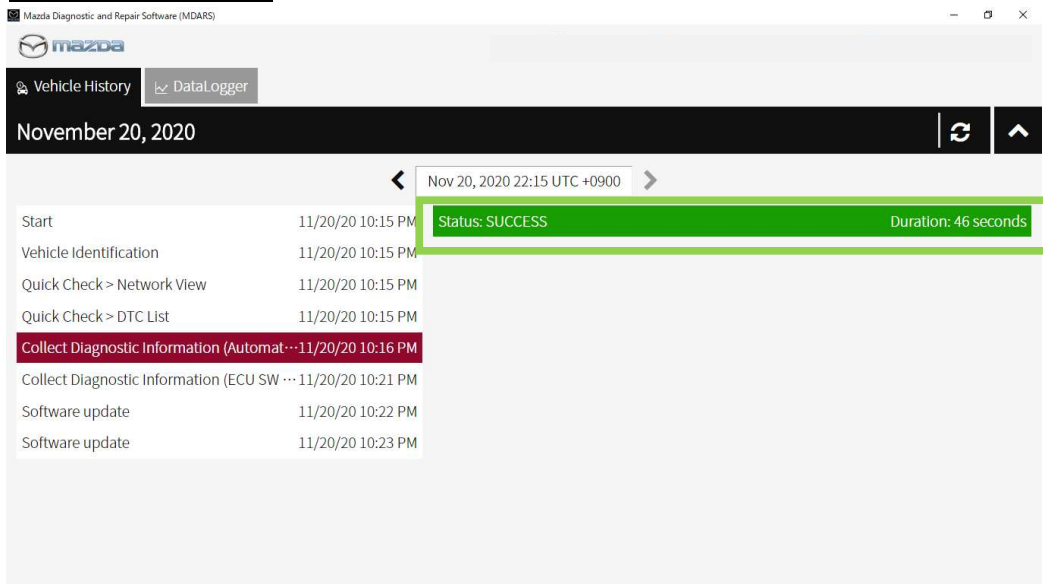 Mazda Diagnostic and Repair Software (MDARS)
mazda
Vehicle History DataLogger
November 20, 2020
Nov 20, 2020 22:15 UTC +0900
Start 11/20/20 10:15 PM
Status: SUCCESS Duration: 46 seconds
Vehicle Identification 11/20/20 10:15 PM
Quick Check > Network View 11/20/20 10:15 PM
Quick Check > DTC List 11/20/20 10:15 PM
Collect Diagnostic Information (Automat⋯11/20/20 10:16 PM
Collect Diagnostic Information (ECU SW ⋯11/20/20 10:21 PM
Software update 11/20/20 10:22 PM
Software update 11/20/20 10:23 PM